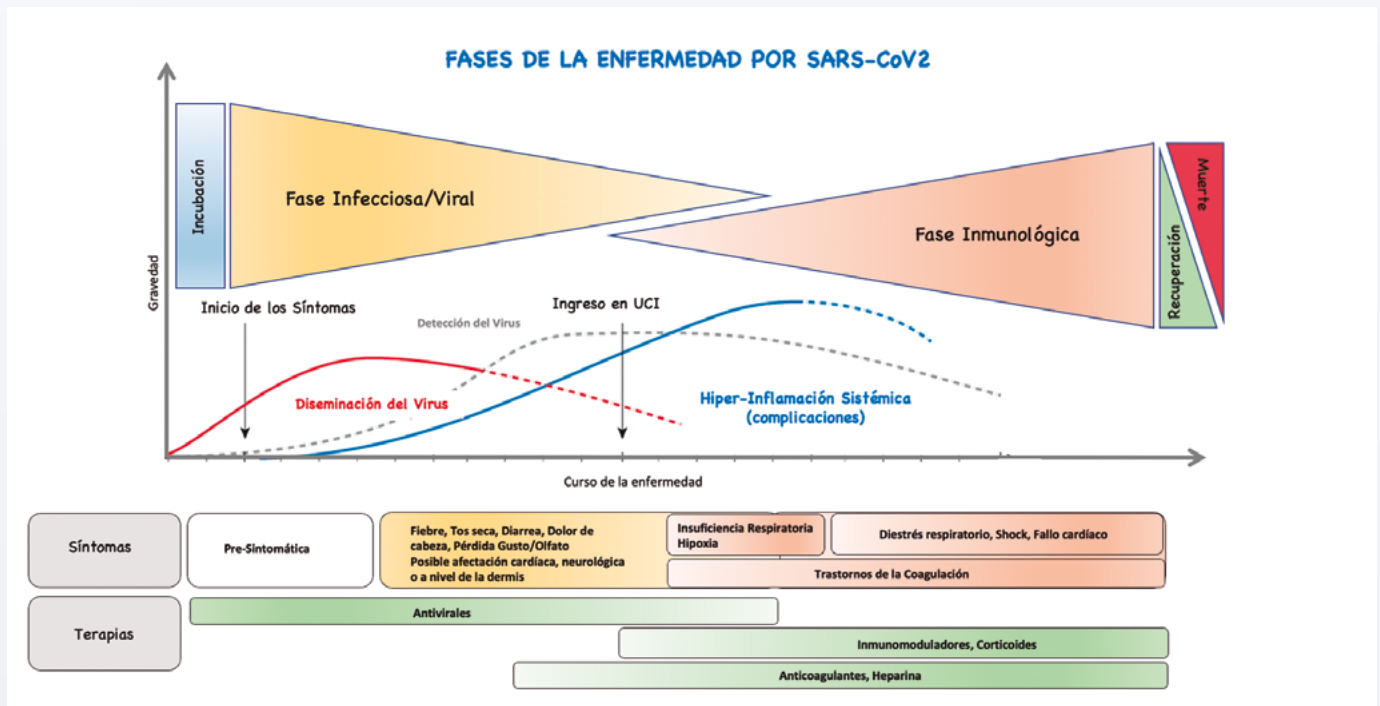 FASES DE LA ENFERMEDAD POR SARS-CoV2
Incubación
Fase Infecciosa/Viral
Fase Inmunológica
Muerte
Recuperación
Gravedad
Inicio de los Síntomas
Ingreso en UCI
Detección del Virus
Diseminación del Virus
Hiper-Inflamación Sistémica
(complicaciones)
Curso de la enfermedad
Síntomas
Pre-Sintomática
Fiebre, Tos seca, Diarrea, Dolor de
cabeza, Pérdida Gusto/Olfato
Posible afectación cardíaca, neurológica
o a nivel de la dermis
Insuficiencia Respiratoria
Hipoxia
Diestrés respiratorio, Shock, Fallo cardíaco
Trastornos de la Coagulación
Terapias
Antivirales
Inmunomoduladores, Corticoides
Anticoagulantes, Heparina